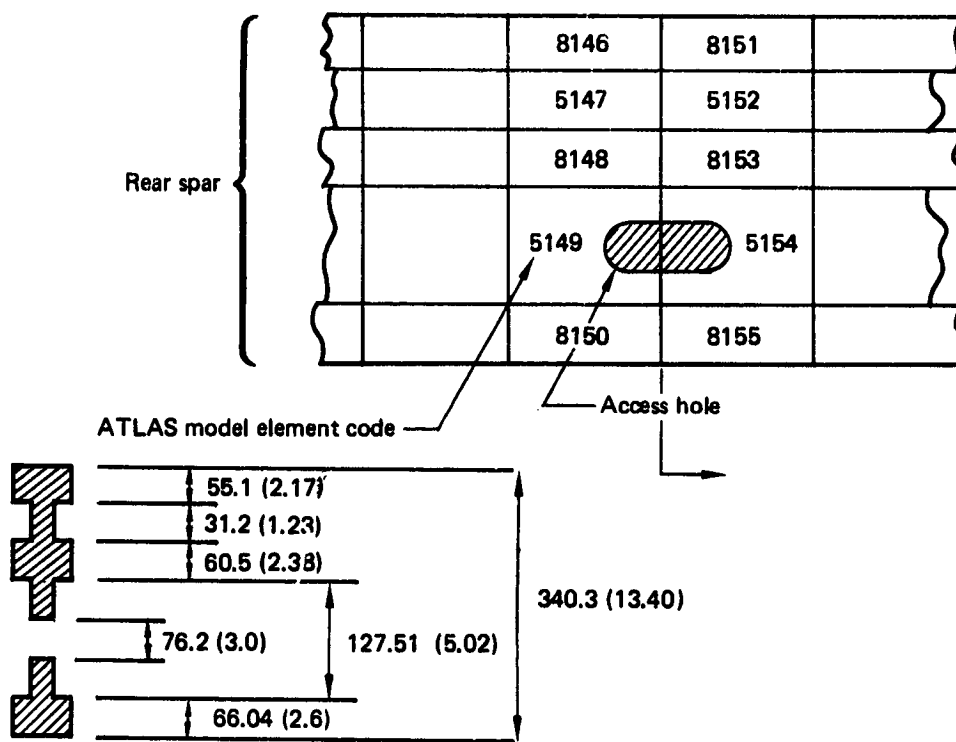 8146 8151
5147 5152
8148 8153
Rear spar
5149 5154
8150 8155
Access hole
ATLAS model element code
55.1 (2.17)
31.2 (1.23)
60.5 (2.38)
340.3 (13.40)
76.2 (3.0) 127.51 (5.02)
66.04 (2.6)